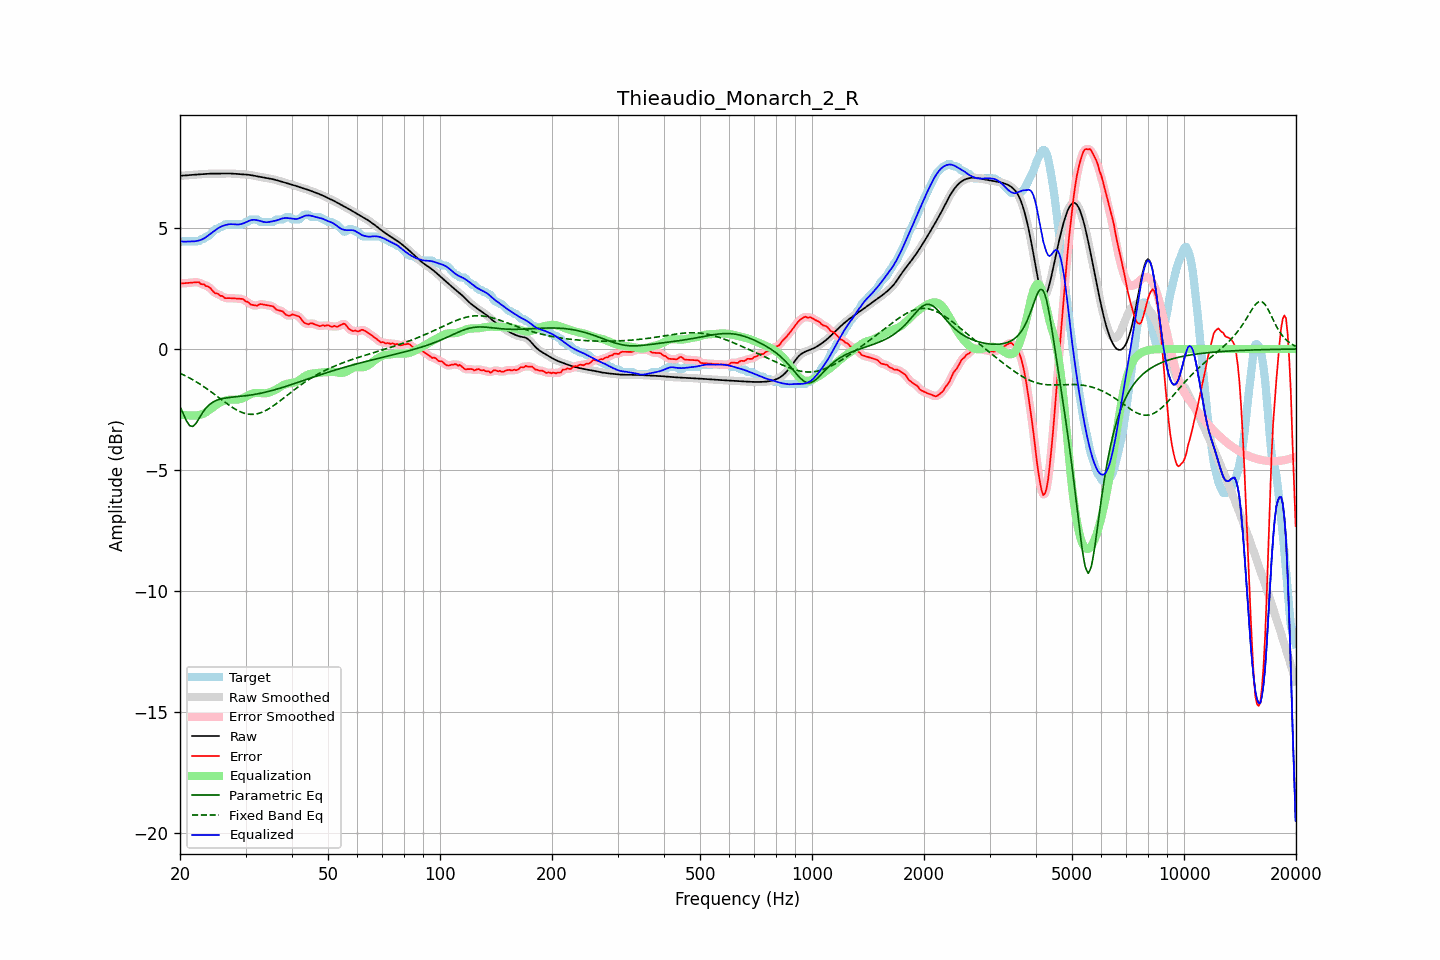 Thieaudio_Monarch_2_R
Amplitude (dBr)
5
0
−5
−10
−15
−20
Target
Raw Smoothed
Error Smoothed
Raw
Error
Equalization
Parametric Eq
Fixed Band Eq
Equalized
20 50 100 200 500 1000 2000 5000 10000 20000
Frequency (Hz)